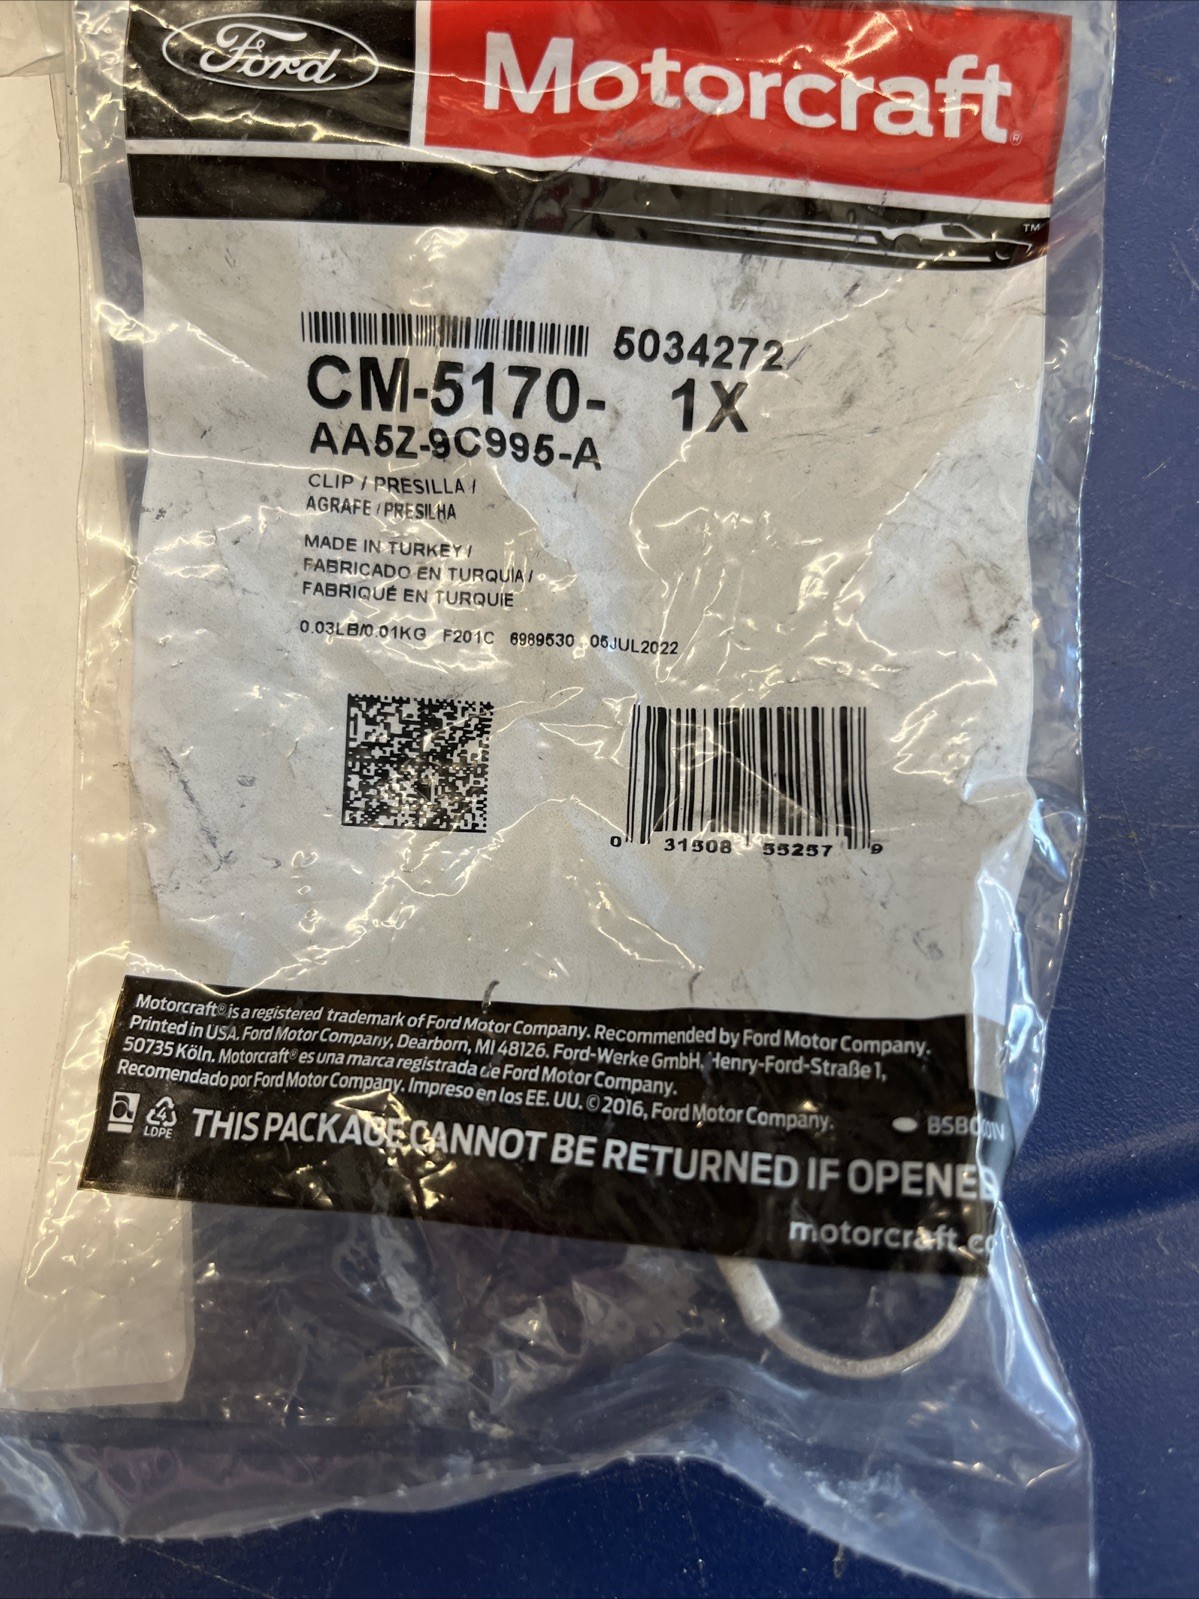 Ford
Motorcraft®
™
5034272
CM-5170- 1X
AA5Z-9C995-A
CLIP / PRESILLA /
AGRAFE / PRESILHA
MADE IN TURKEY /
FABRICADO EN TURQUIA /
FABRIQUÉ EN TURQUIE
0.03LB/0.01KG F201C 6989530 05JUL2022
0 31508 55257 9
Motorcraft® is a registered trademark of Ford Motor Company. Recommended by Ford Motor Company.
Printed in USA. Ford Motor Company, Dearborn, MI 48126. Ford-Werke GmbH, Henry-Ford-Straße 1,
50735 Köln. Motorcraft® es una marca registrada de Ford Motor Company.
Recomendado por Ford Motor Company. Impreso en los EE. UU. © 2016, Ford Motor Company.
4
LDPE
THIS PACKAGE CANNOT BE RETURNED IF OPENED
motorcraft.co